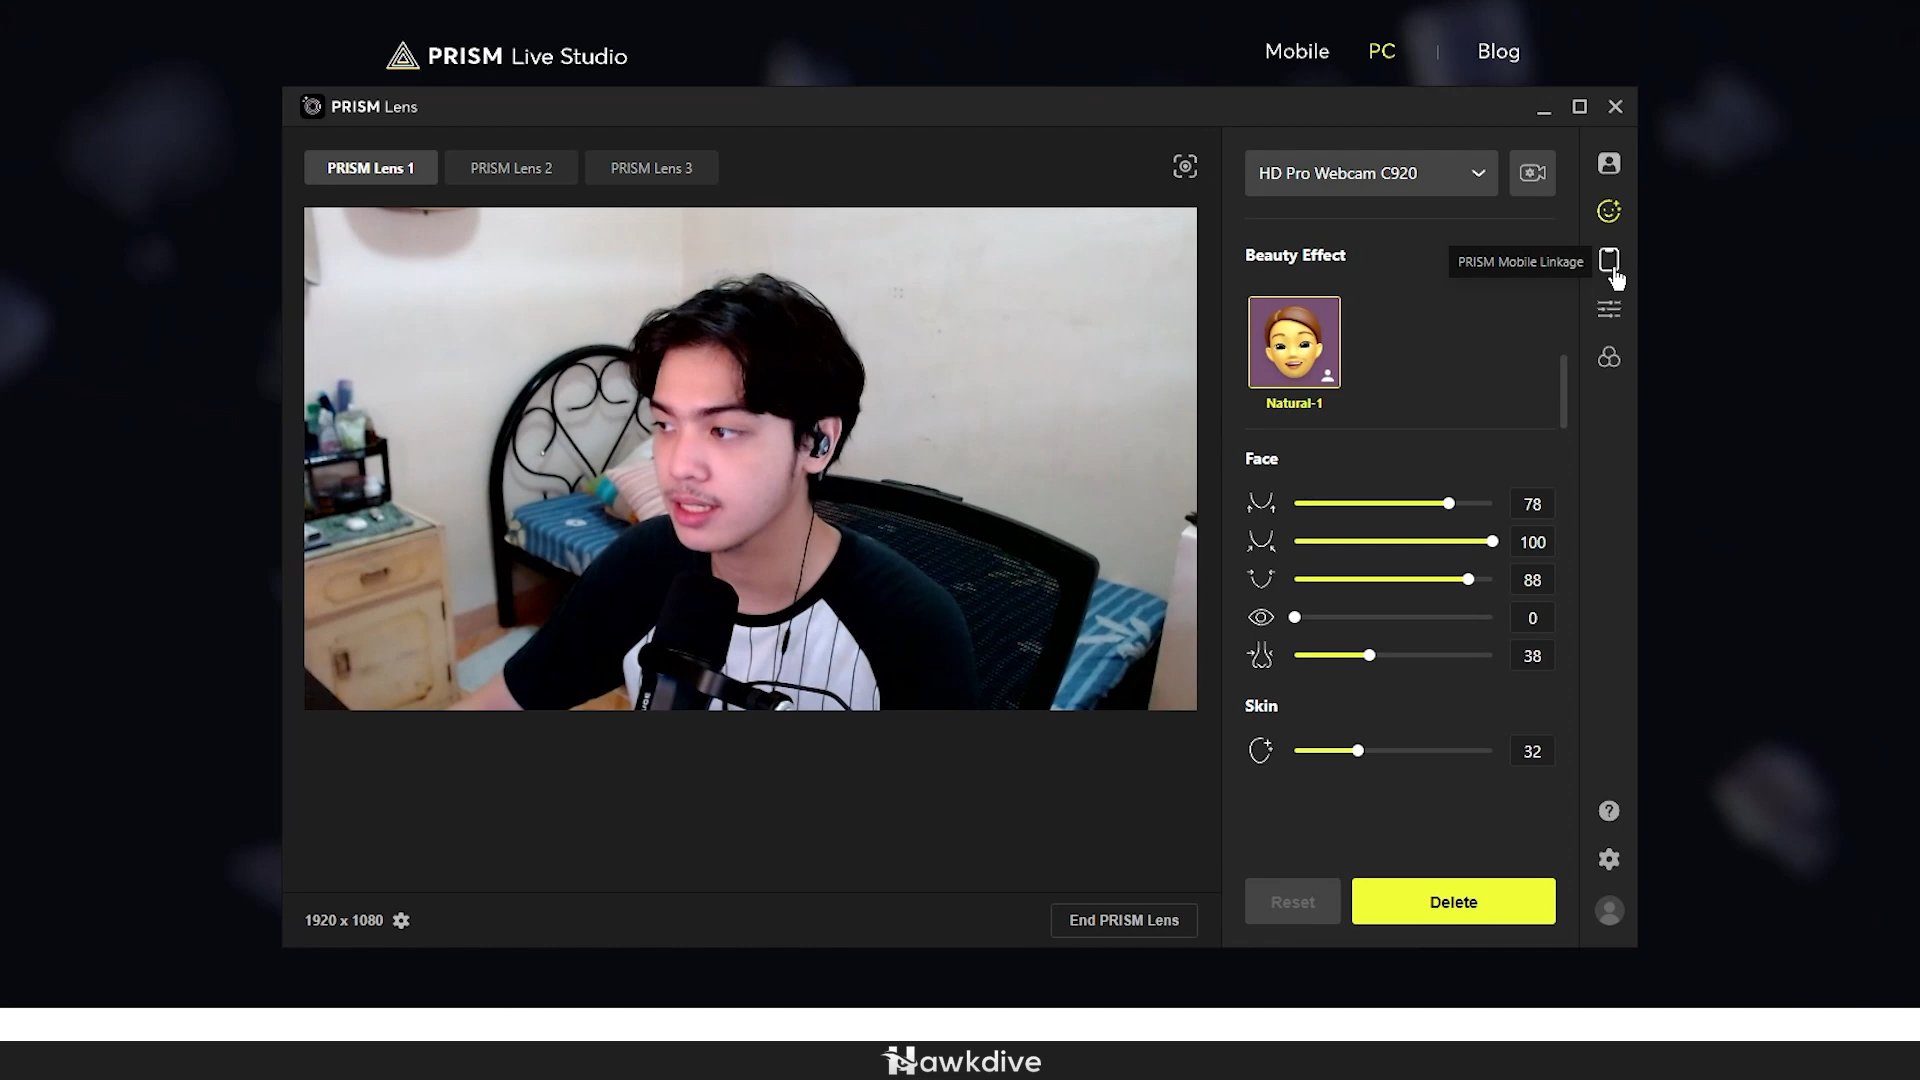 PRISM Live Studio
Mobile PC | Blog
PRISM Lens
PRISM Lens 1 PRISM Lens 2 PRISM Lens 3
HD Pro Webcam C920
Beauty Effect
PRISM Mobile Linkage
Natural-1
Face
78
100
88
0
38
Skin
32
Reset Delete
1920 x 1080 End PRISM Lens
Hawkdive